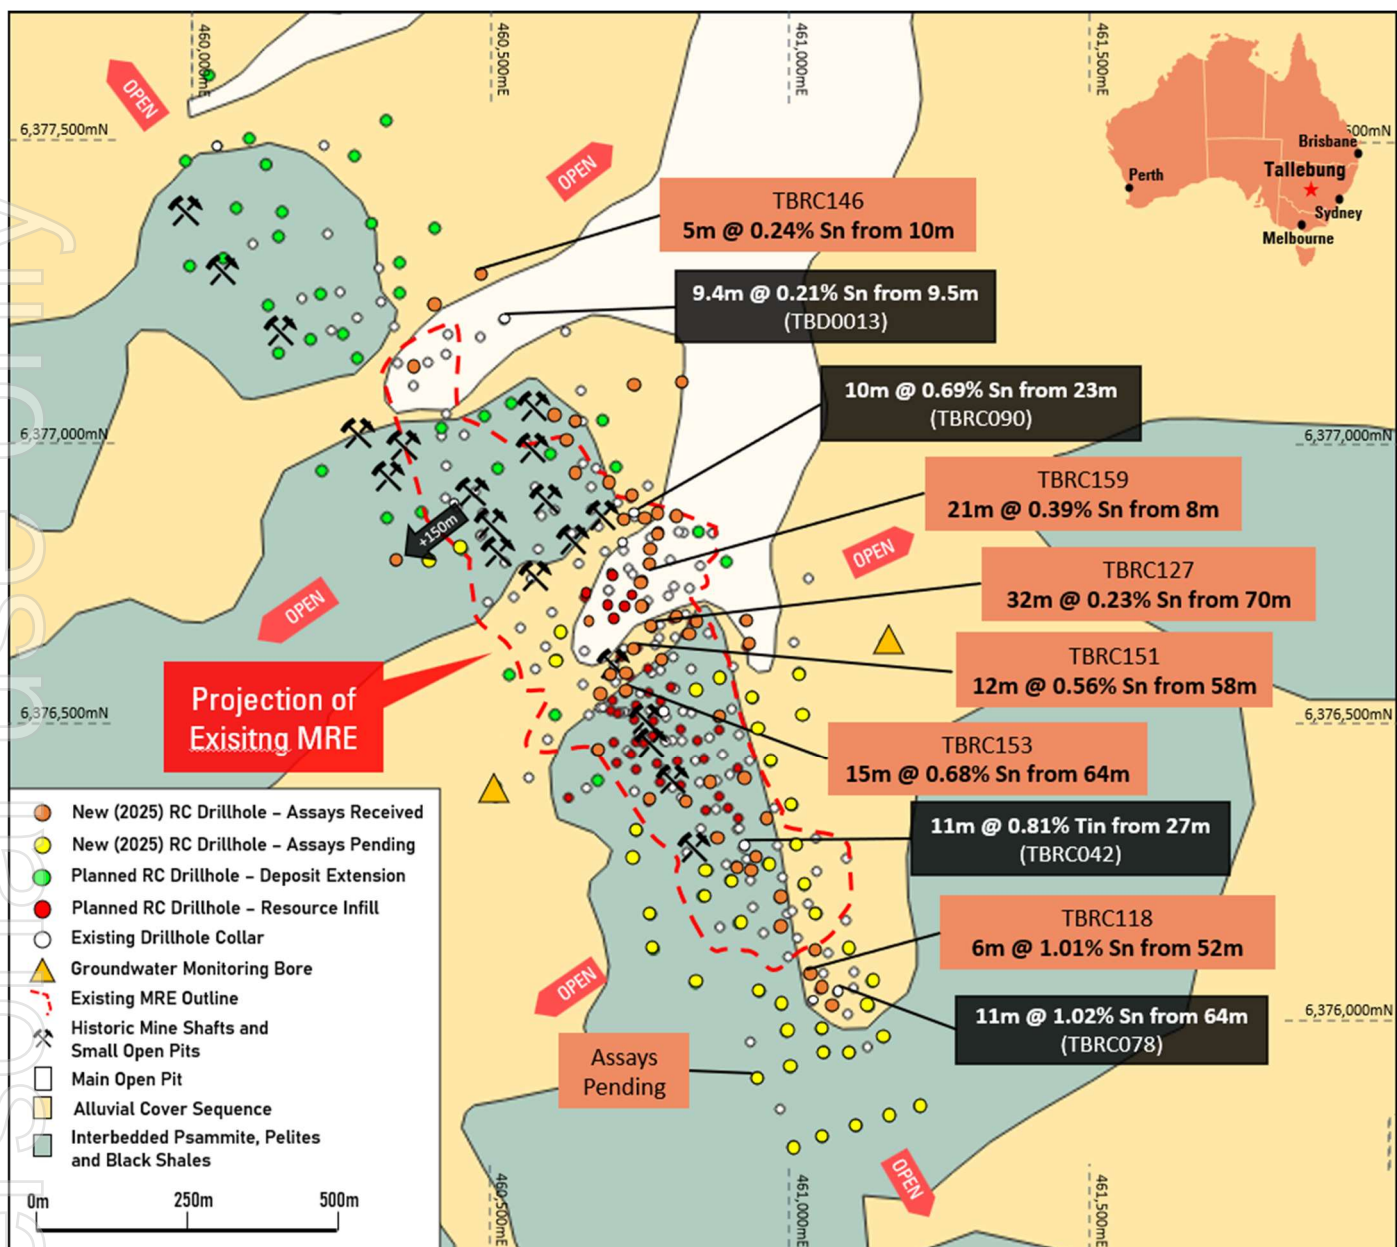 460,000mE
460,500mE
461,000mE
461,500mE
OPEN
6,377,500mN
OPEN
500mN
Brisbane
Perth
Tallebung
Sydney
Melbourne
TBRC146
5m @ 0.24% Sn from 10m
9.4m @ 0.21% Sn from 9.5m
(TBD0013)
10m @ 0.69% Sn from 23m
(TBRC090)
6,377,000mN
6,377,000mN
TBRC159
21m @ 0.39% Sn from 8m
+150m
OPEN
OPEN
TBRC127
32m @ 0.23% Sn from 70m
TBRC151
12m @ 0.56% Sn from 58m
Projection of
Exisitng MRE
6,376,500mN
6,376,500mN
TBRC153
15m @ 0.68% Sn from 64m
11m @ 0.81% Tin from 27m
(TBRC042)
TBRC118
6m @ 1.01% Sn from 52m
OPEN
11m @ 1.02% Sn from 64m
(TBRC078)
6,376,000mN
Assays
Pending
OPEN
New (2025) RC Drillhole – Assays Received
New (2025) RC Drillhole – Assays Pending
Planned RC Drillhole – Deposit Extension
Planned RC Drillhole – Resource Infill
Existing Drillhole Collar
Groundwater Monitoring Bore
Existing MRE Outline
Historic Mine Shafts and
Small Open Pits
Main Open Pit
Alluvial Cover Sequence
Interbedded Psammite, Pelites
and Black Shales
0m 250m 500m
460,500mE
461,000mE
461,500mE